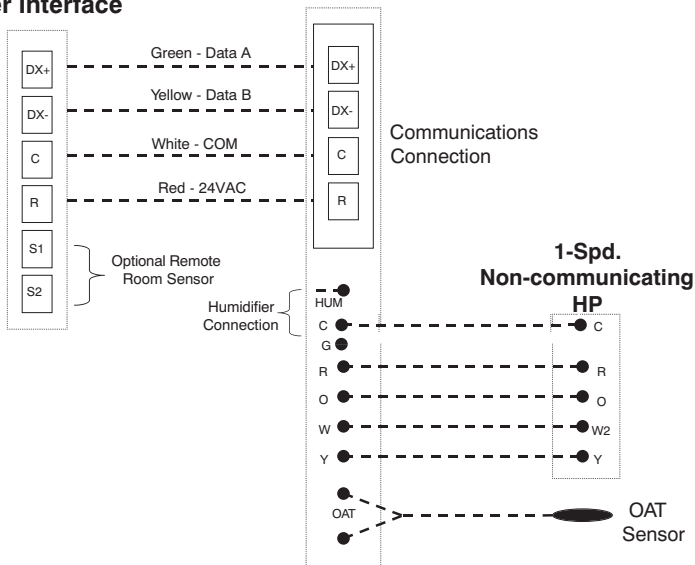 er Interface
DX+
DX-
C
R
S1
S2
Green - Data A
Yellow - Data B
White - COM
Red - 24VAC
Optional Remote
Room Sensor
DX+
DX-
C
R
Communications
Connection
Humidifier
Connection
HUM
C
G
R
O
W
Y
OAT
1-Spd.
Non-communicating
HP
C
R
O
W2
Y
OAT
Sensor